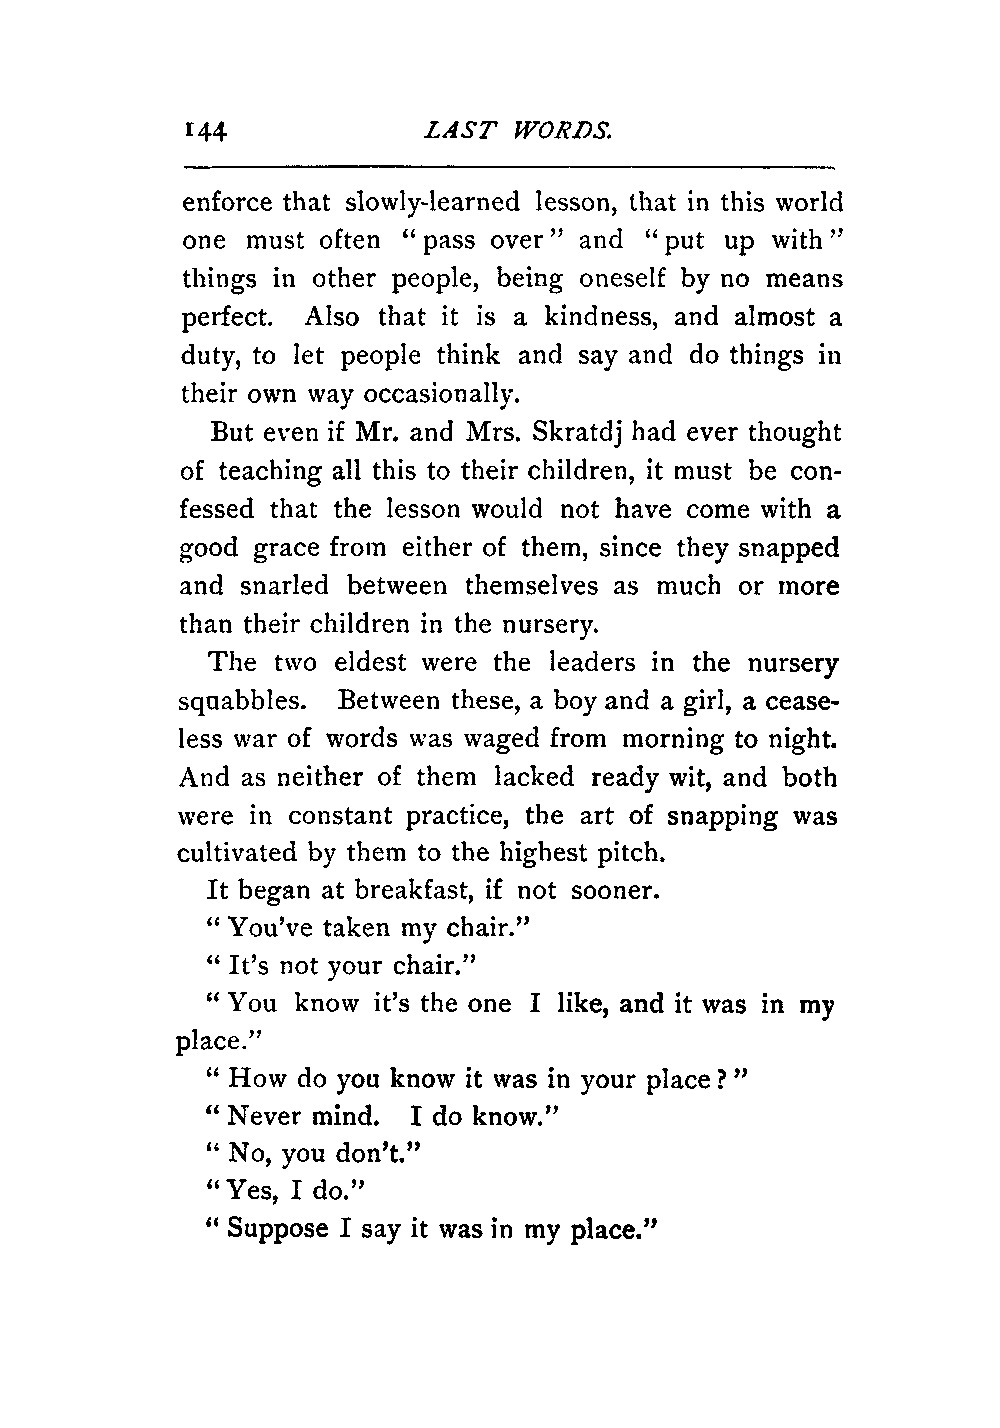 144 LAST WORDS.
enforce that slowly-learned lesson, that in this world
one must often “pass over” and “put up with”
things in other people, being oneself by no means
perfect. Also that it is a kindness, and almost a
duty, to let people think and say and do things in
their own way occasionally.
But even if Mr. and Mrs. Skratdj had ever thought
of teaching all this to their children, it must be con-
fessed that the lesson would not have come with a
good grace from either of them, since they snapped
and snarled between themselves as much or more
than their children in the nursery.
The two eldest were the leaders in the nursery
squabbles. Between these, a boy and a girl, a cease-
less war of words was waged from morning to night.
And as neither of them lacked ready wit, and both
were in constant practice, the art of snapping was
cultivated by them to the highest pitch.
It began at breakfast, if not sooner.
“You've taken my chair.”
“It's not your chair.”
“You know it's the one I like, and it was in my
place.”
“How do you know it was in your place?”
“Never mind. I do know.”
“No, you don't.”
“Yes, I do.”
“Suppose I say it was in my place.”